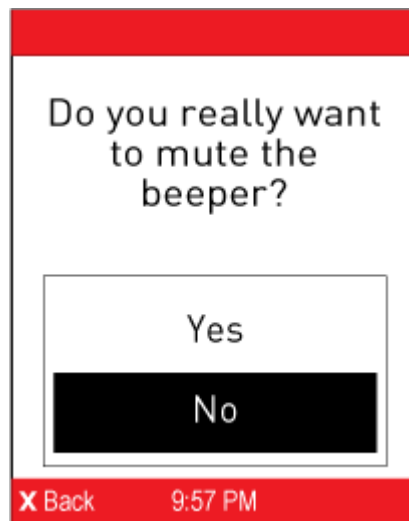 Do you really want
to mute the
beeper?
Yes
No
X Back 9:57 PM